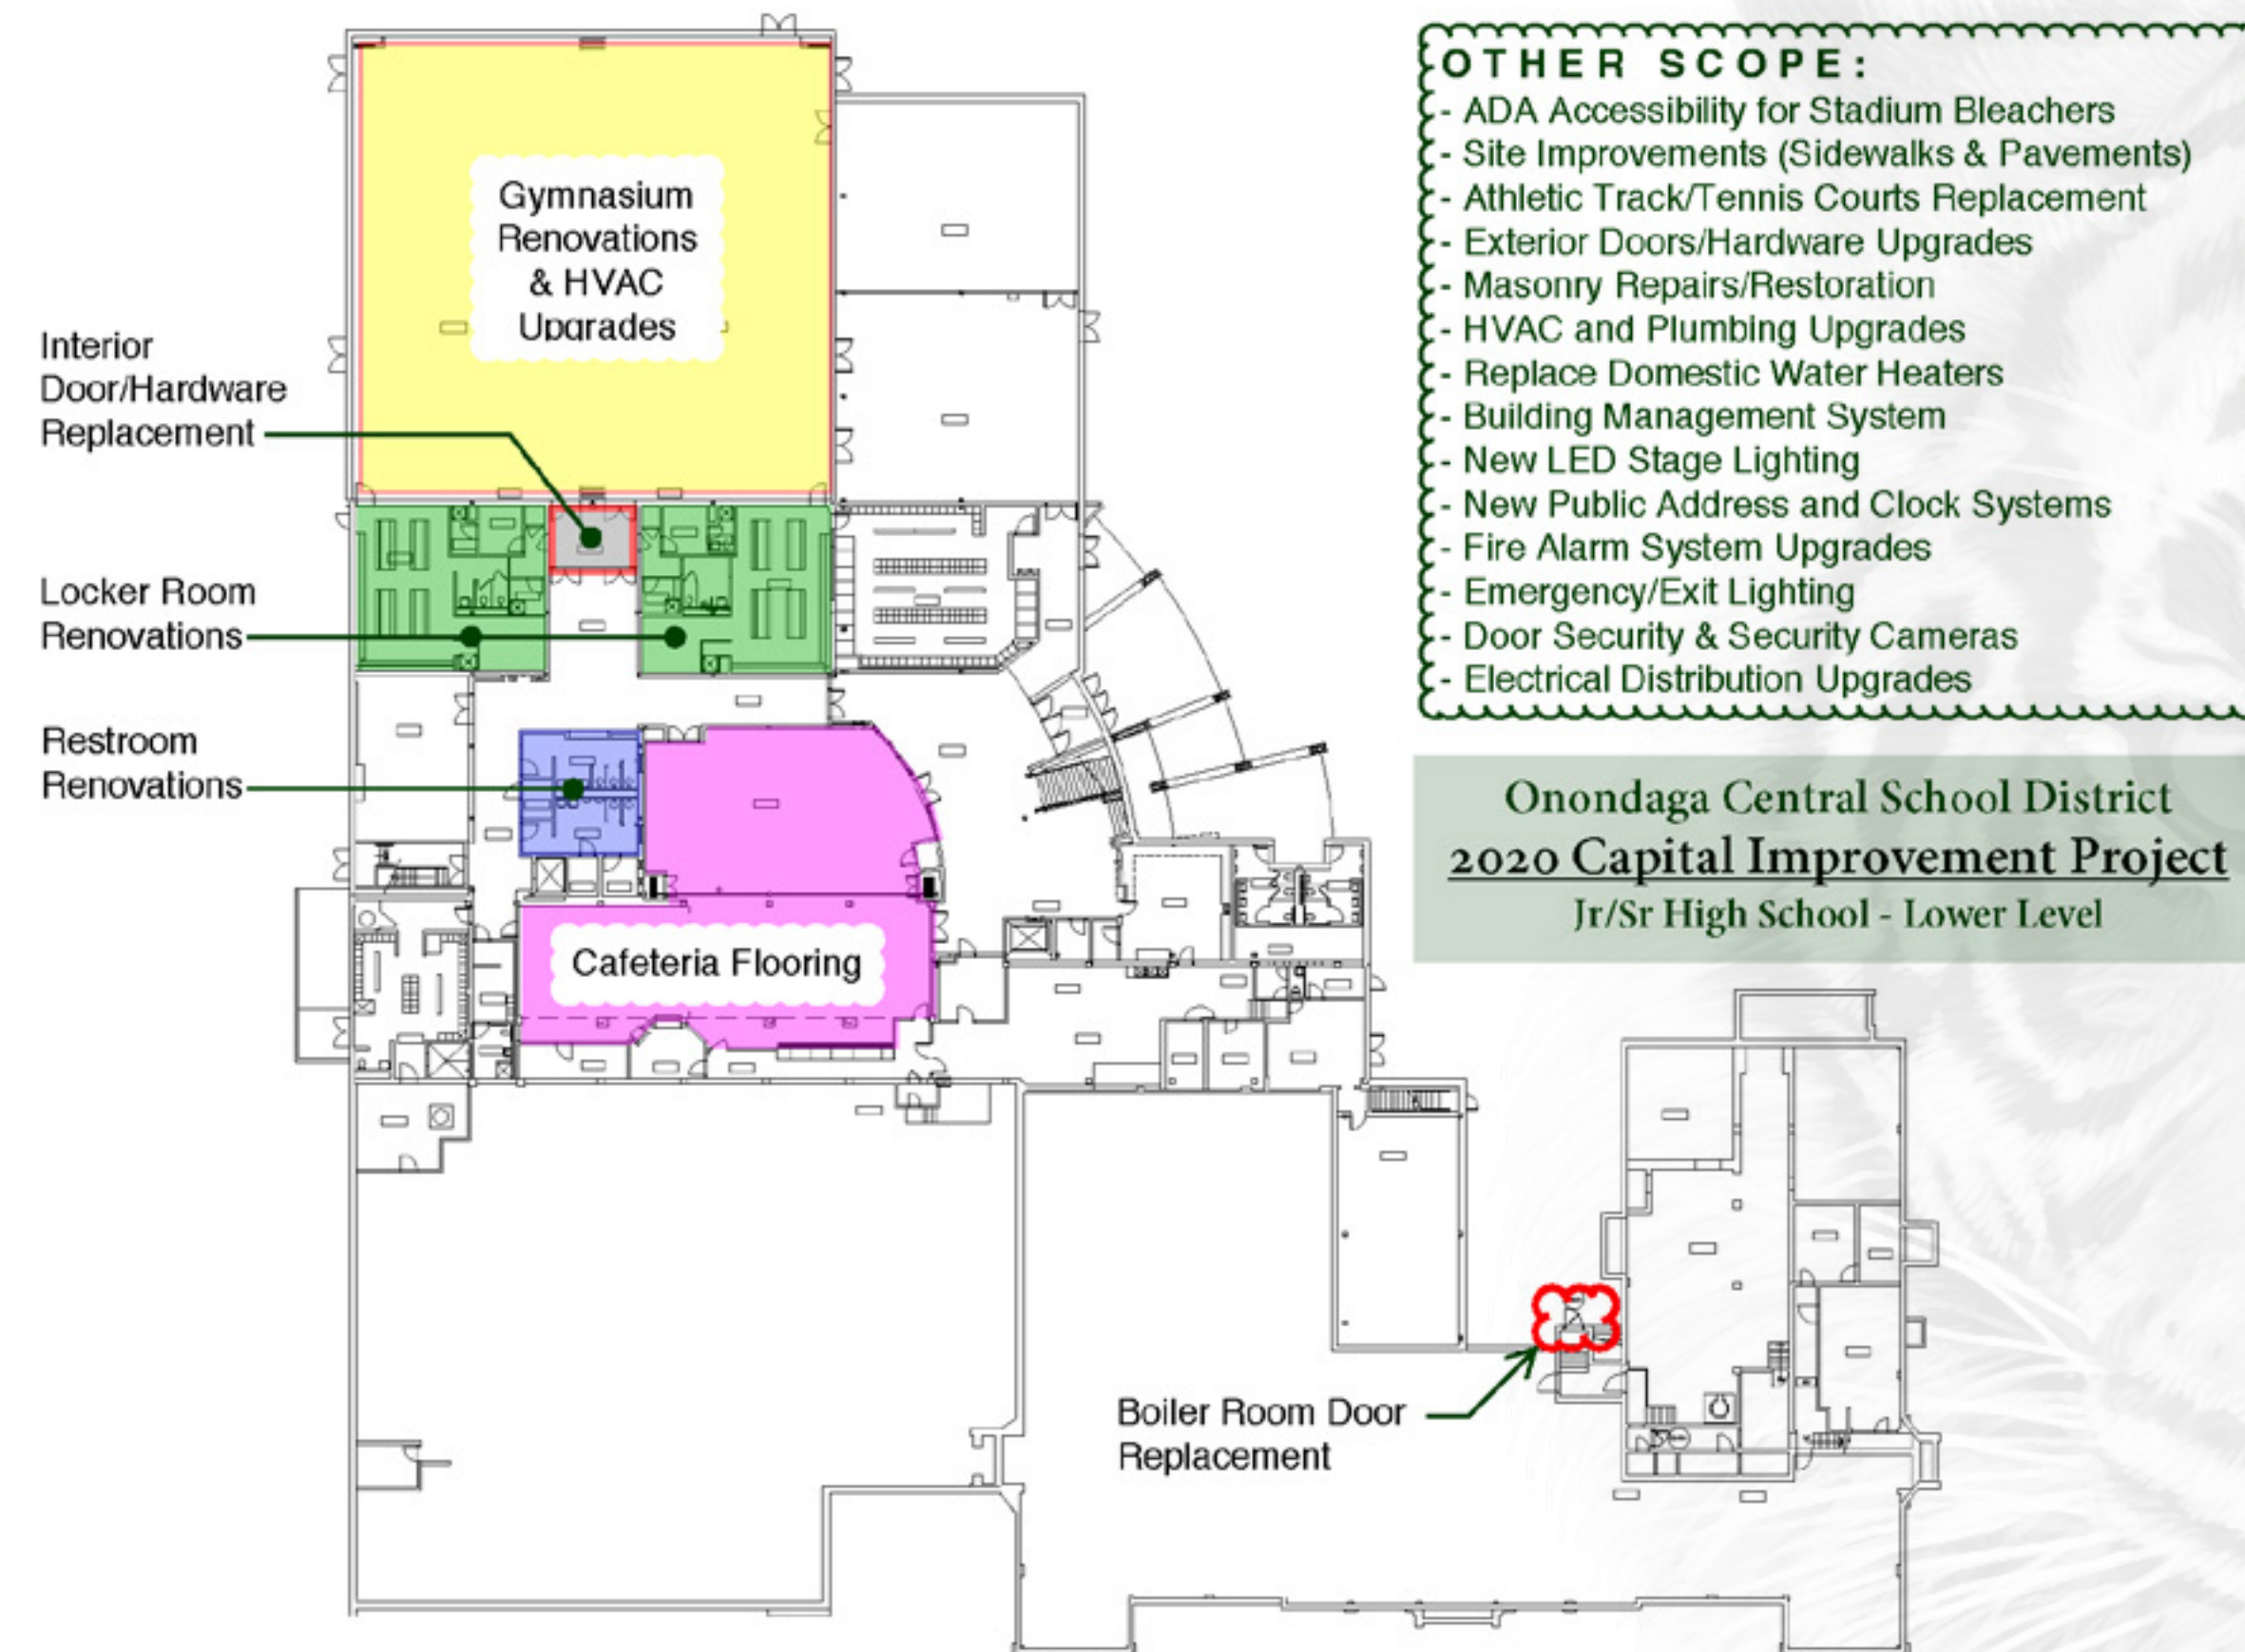 Gymnasium
Renovations
& HVAC
Upgrades
Interior
Door/Hardware
Replacement
Locker Room
Renovations
Restroom
Renovations
Cafeteria Flooring
Boiler Room Door
Replacement
OTHER SCOPE:
- ADA Accessibility for Stadium Bleachers
- Site Improvements (Sidewalks & Pavements)
- Athletic Track/Tennis Courts Replacement
- Exterior Doors/Hardware Upgrades
- Masonry Repairs/Restoration
- HVAC and Plumbing Upgrades
- Replace Domestic Water Heaters
- Building Management System
- New LED Stage Lighting
- New Public Address and Clock Systems
- Fire Alarm System Upgrades
- Emergency/Exit Lighting
- Door Security & Security Cameras
- Electrical Distribution Upgrades
Onondaga Central School District
2020 Capital Improvement Project
Jr/Sr High School - Lower Level